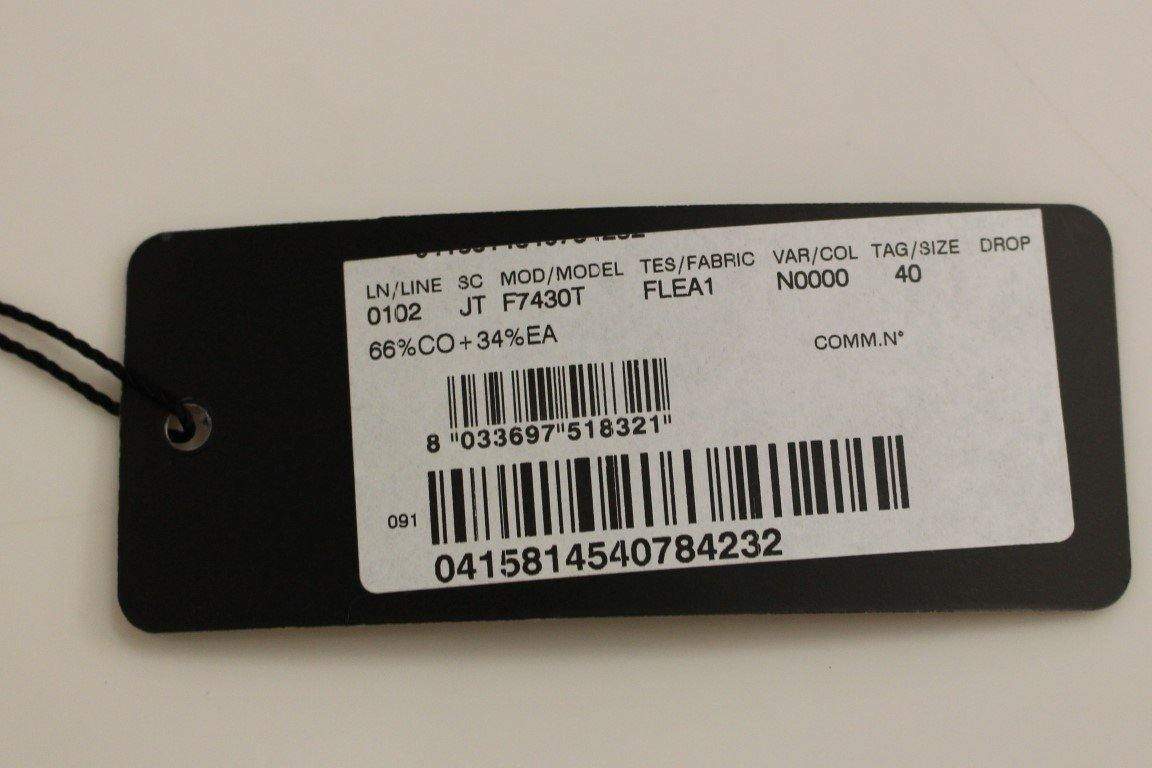 LN/LINE SC MOD/MODEL TES/FABRIC VAR/COL TAG/SIZE DROP
0102 JT F7430T FLEA1 N0000 40
66%CO+34%EA COMM.N°
8 "033697"518321"
091
0415814540784232